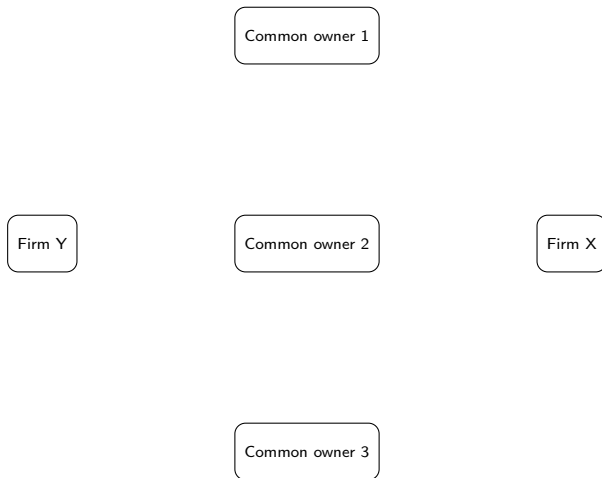 Common owner 1
Firm Y
Common owner 2
Firm X
Common owner 3